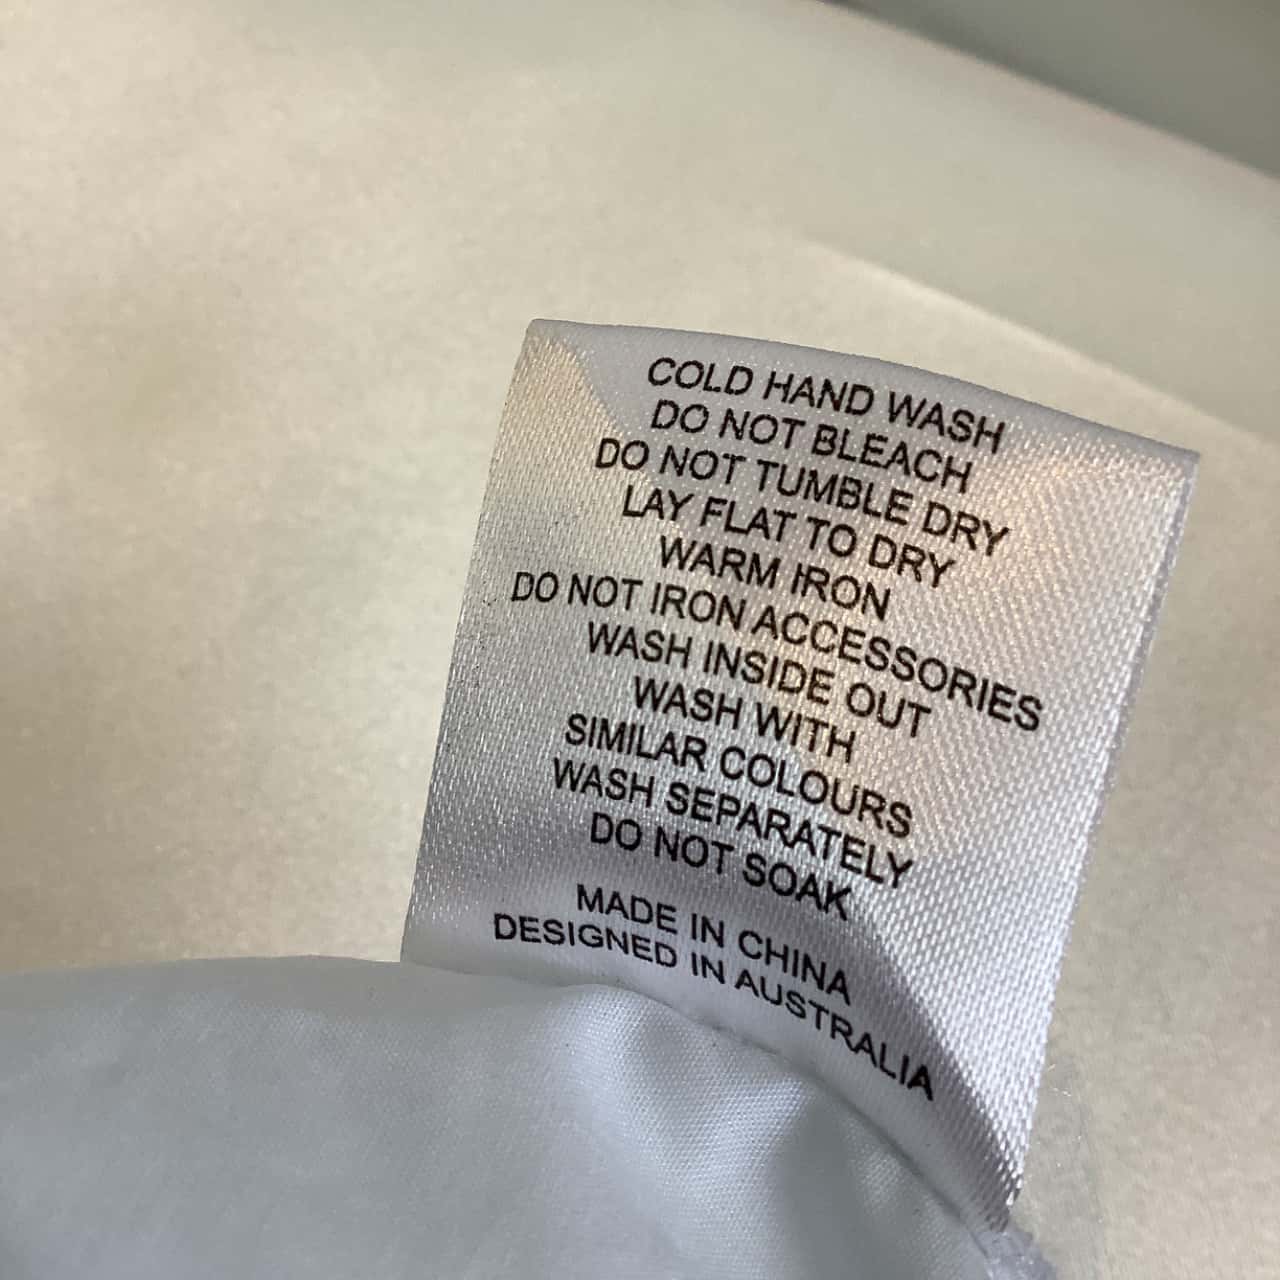 COLD HAND WASH
DO NOT BLEACH
DO NOT TUMBLE DRY
LAY FLAT TO DRY
WARM IRON
DO NOT IRON ACCESSORIES
WASH INSIDE OUT
WASH WITH
SIMILAR COLOURS
WASH SEPARATELY
DO NOT SOAK
MADE IN CHINA
DESIGNED IN AUSTRALIA